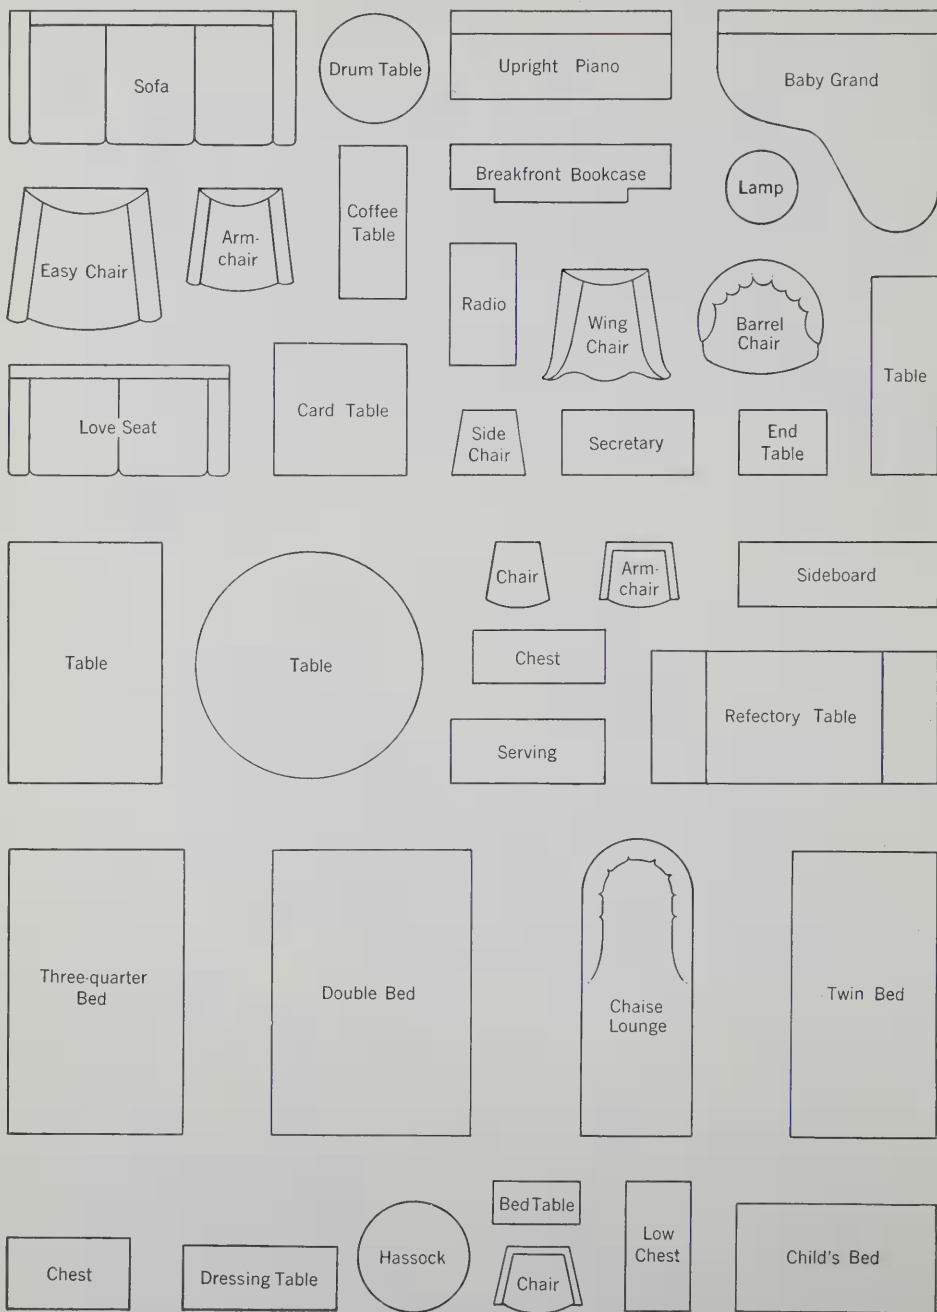 Sofa
Drum Table
Upright Piano
Baby Grand
Breakfront Bookcase
Lamp
Easy Chair
Arm-
chair
Coffee
Table
Radio
Wing
Chair
Barrel
Chair
Table
Love Seat
Card Table
Side
Chair
Secretary
End
Table
Table
Table
Chair
Arm-
chair
Sideboard
Chest
Serving
Refectory Table
Three-quarter
Bed
Double Bed
Chaise
Lounge
Twin Bed
Chest
Dressing Table
Hassock
Bed Table
Chair
Low
Chest
Child's Bed